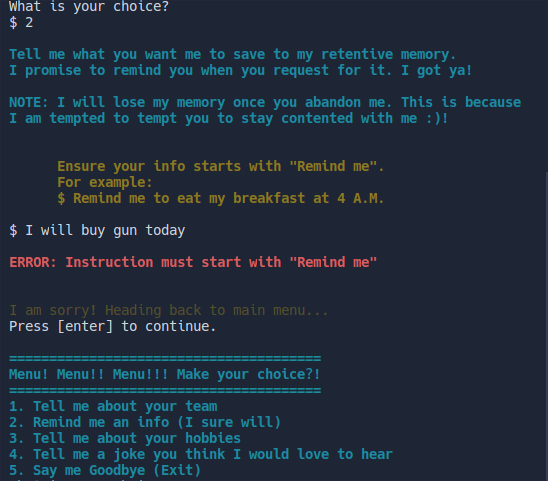 What is your choice?
$ 2
Tell me what you want me to save to my retentive memory.
I promise to remind you when you request for it. I got ya!
NOTE: I will lose my memory once you abandon me. This is because
I am tempted to tempt you to stay contented with me :)!
Ensure your info starts with "Remind me".
For example:
$ Remind me to eat my breakfast at 4 A.M.
$ I will buy gun today
ERROR: Instruction must start with "Remind me"
I am sorry! Heading back to main menu...
Press [enter] to continue.
=======================================
Menu! Menu!! Menu!!! Make your choice?!
=======================================
1. Tell me about your team
2. Remind me an info (I sure will)
3. Tell me about your hobbies
4. Tell me a joke you think I would love to hear
5. Say me Goodbye (Exit)